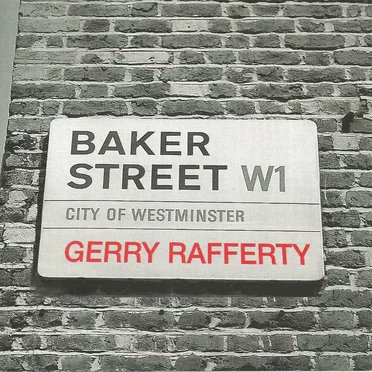 BAKER
STREET W1
CITY OF WESTMINSTER
GERRY RAFFERTY